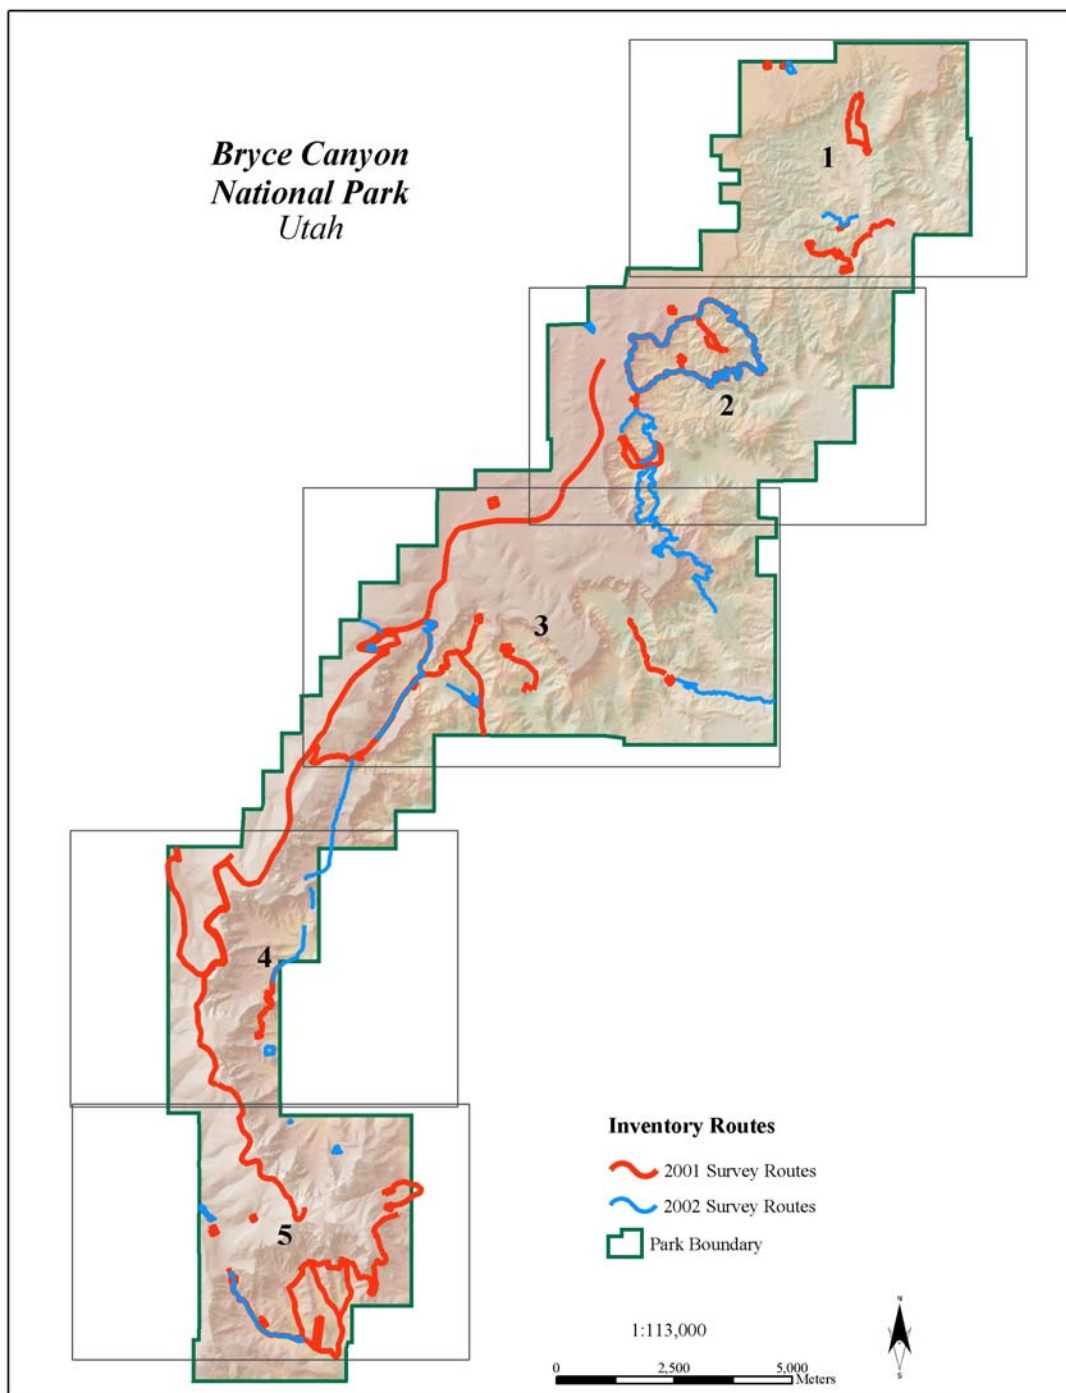 Bryce Canyon
National Park
Utah
1
2
3
4
5
Inventory Routes
2001 Survey Routes
2002 Survey Routes
Park Boundary
1:113,000
N
S
0 2,500 5,000
Meters